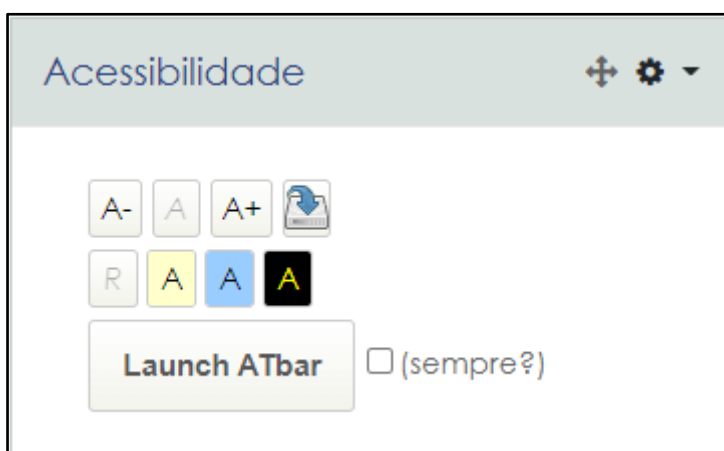 Acessibilidade
A- A A+
R A A A
Launch ATbar (sempre?)